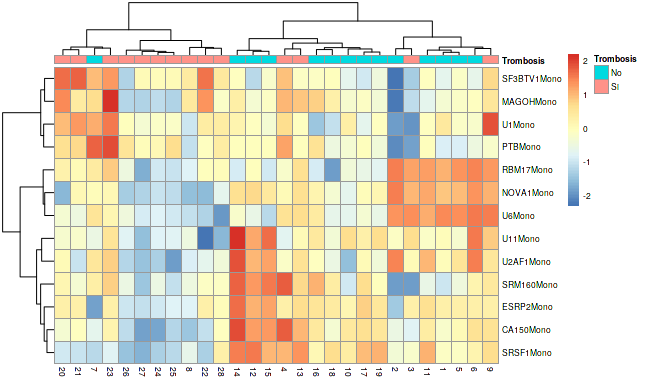 Trombosis
Trombosis
No
SI
2
1
0
-1
-2
SF3BTV1Mono
MAGOHMono
U1Mono
PTBMono
RBM17Mono
NOVA1Mono
U6Mono
U11Mono
U2AF1Mono
SRM160Mono
ESRP2Mono
CA150Mono
SRSF1Mono
20 21 7 23 26 27 24 25 8 22 28 14 12 15 4 13 16 18 10 17 19 2 3 11 1 5 6 9